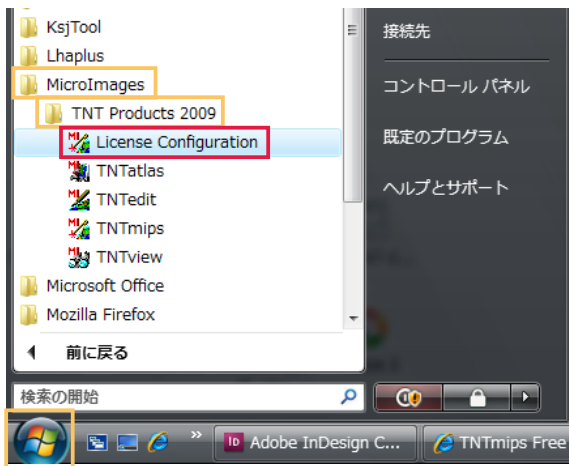 KsjTool
Lhaplus
MicroImages
TNT Products 2009
License Configuration
TNTatlas
TNTedit
TNTmips
TNTview
Microsoft Office
Mozilla Firefox
前に戻る
検索の開始
接続先
コントロール パネル
既定のプログラム
ヘルプとサポート
Adobe InDesign C...
TNTmips Free